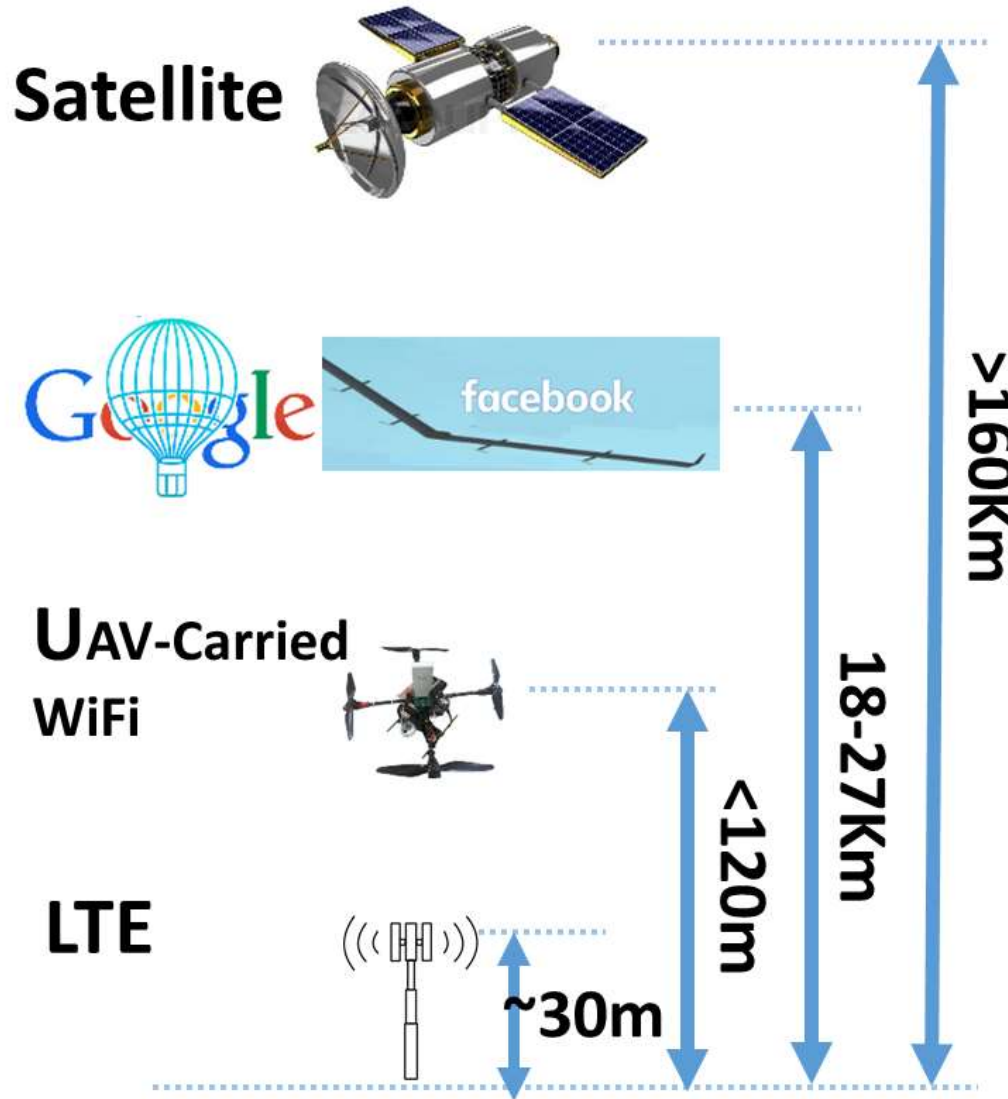 Satellite
Google
facebook
>160Km
UAV-Carried
WiFi
18-27Km
<120m
LTE
~30m